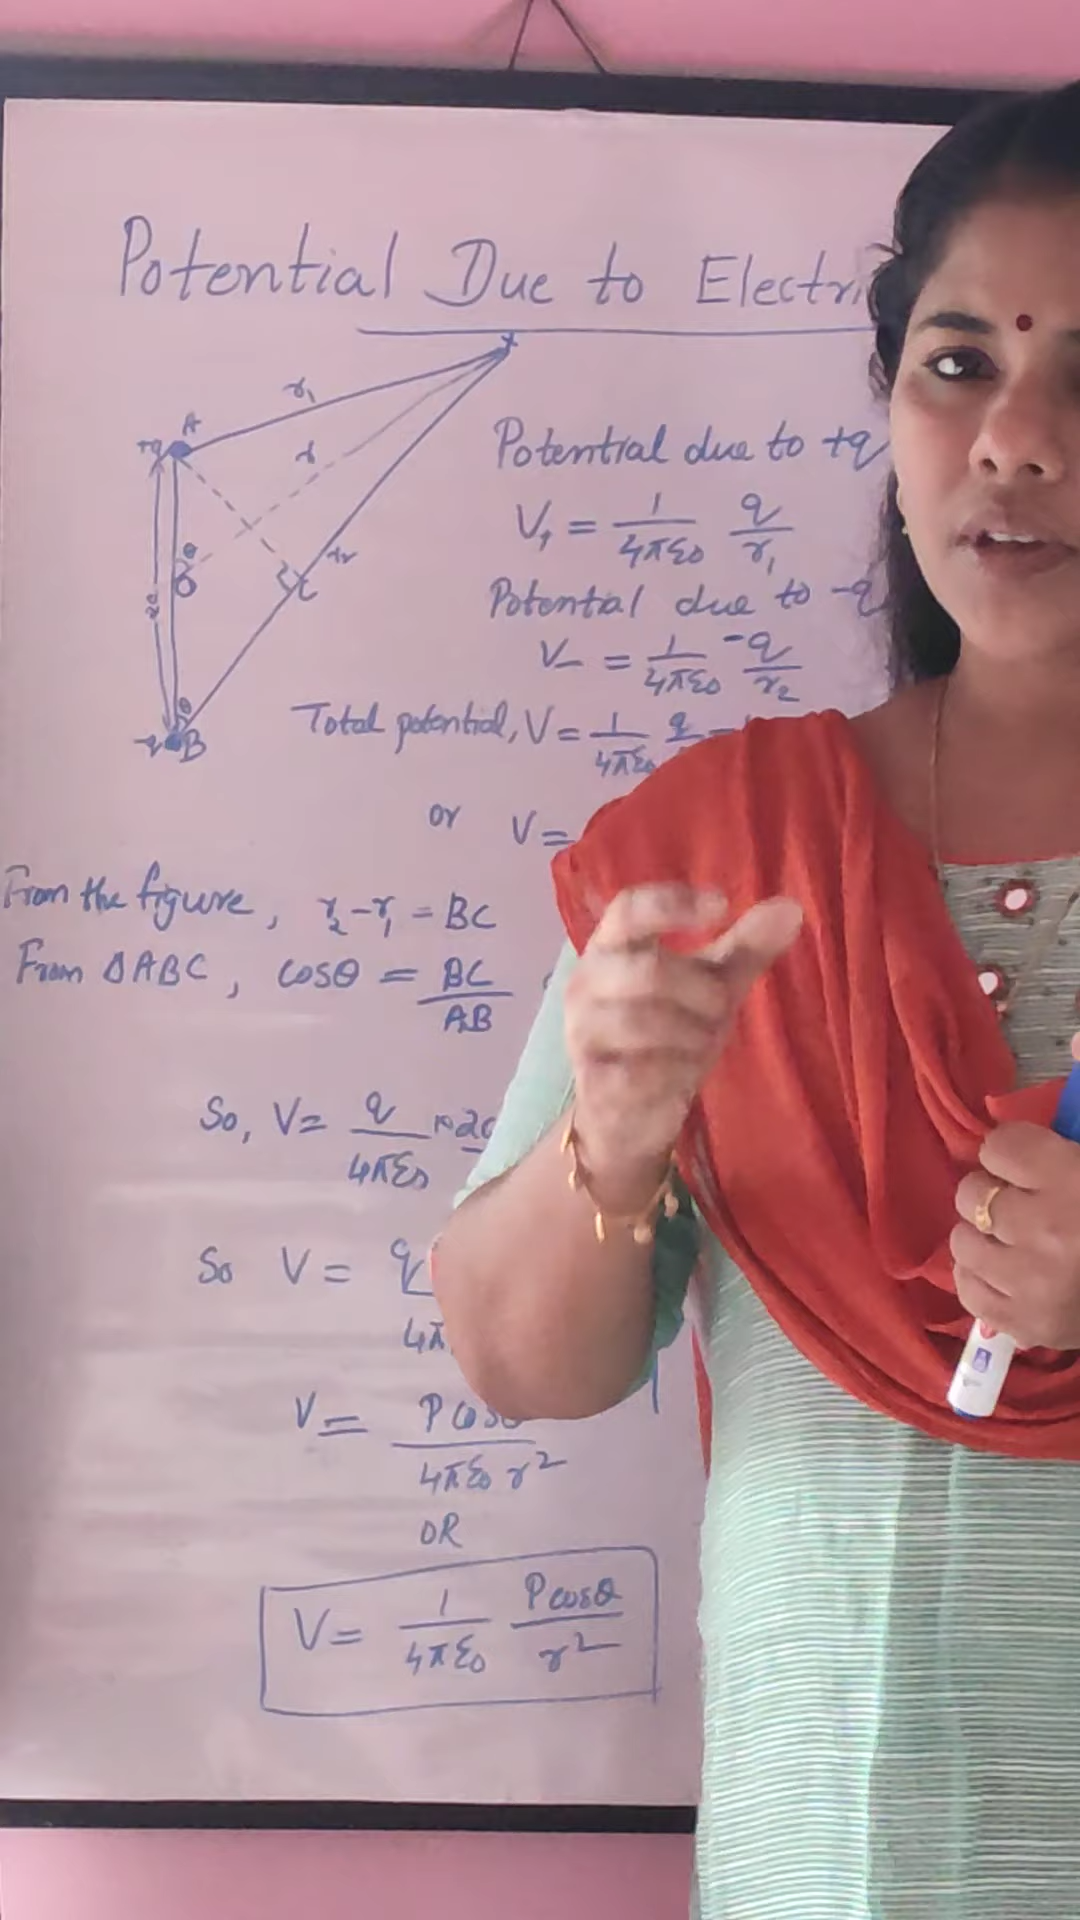 Potential Due to Electri
r₁
A
+q
r
θ
O
2a
r₂
C
θ
-q B
Potential due to +q
V₊ = 1/4πε₀ q/r₁
Potential due to -q
V₋ = 1/4πε₀ -q/r₂
Total potential, V = 1/4πε₀ q
or V =
From the figure, r₂-r₁ = BC
From ΔABC, cosθ = BC/AB
So, V = q/4πε₀
So V = q/4π
V = Pcosθ/4πε₀ r²
OR
V = 1/4πε₀ Pcosθ/r²